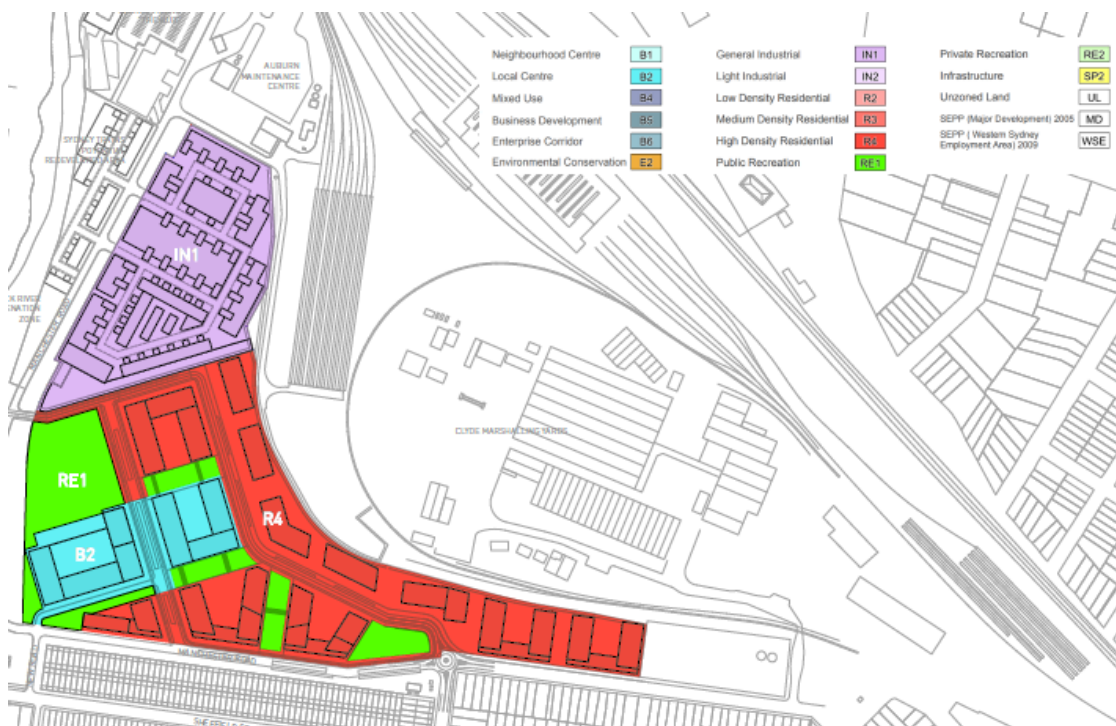 Neighbourhood Centre B1
Local Centre B2
Mixed Use B4
Business Development B5
Enterprise Corridor B6
Environmental Conservation E2
General Industrial IN1
Light Industrial IN2
Low Density Residential R2
Medium Density Residential R3
High Density Residential R4
Public Recreation RE1
Private Recreation RE2
Infrastructure SP2
Unzoned Land UL
SEPP (Major Development) 2005 MD
SEPP ( Western Sydney
Employment Area) 2009 WSE
AUBURN
MAINTENANCE
CENTRE
IN1
MANCHESTER ROAD
CLYDE MARSHALLING YARDS
RE1
R4
B2